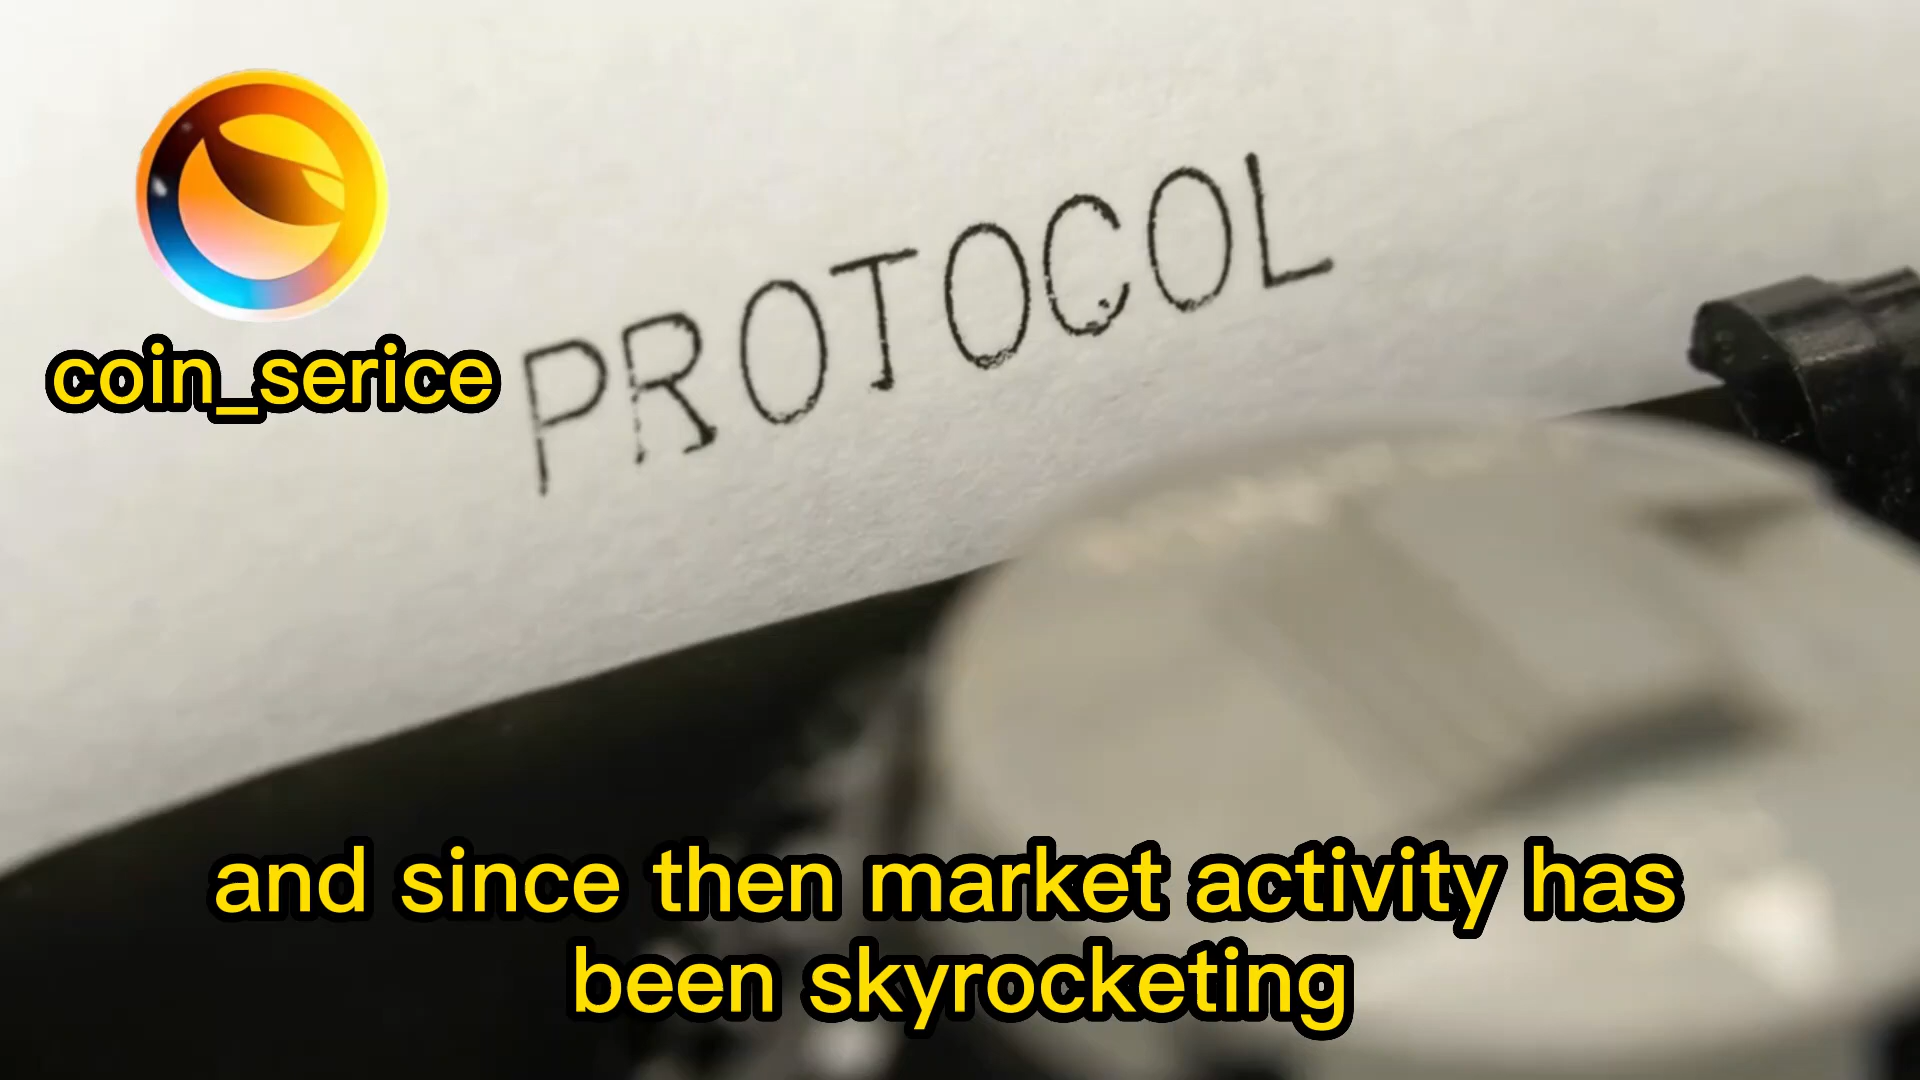 PROTOCOL
coin_serice
and since then market activity has
been skyrocketing